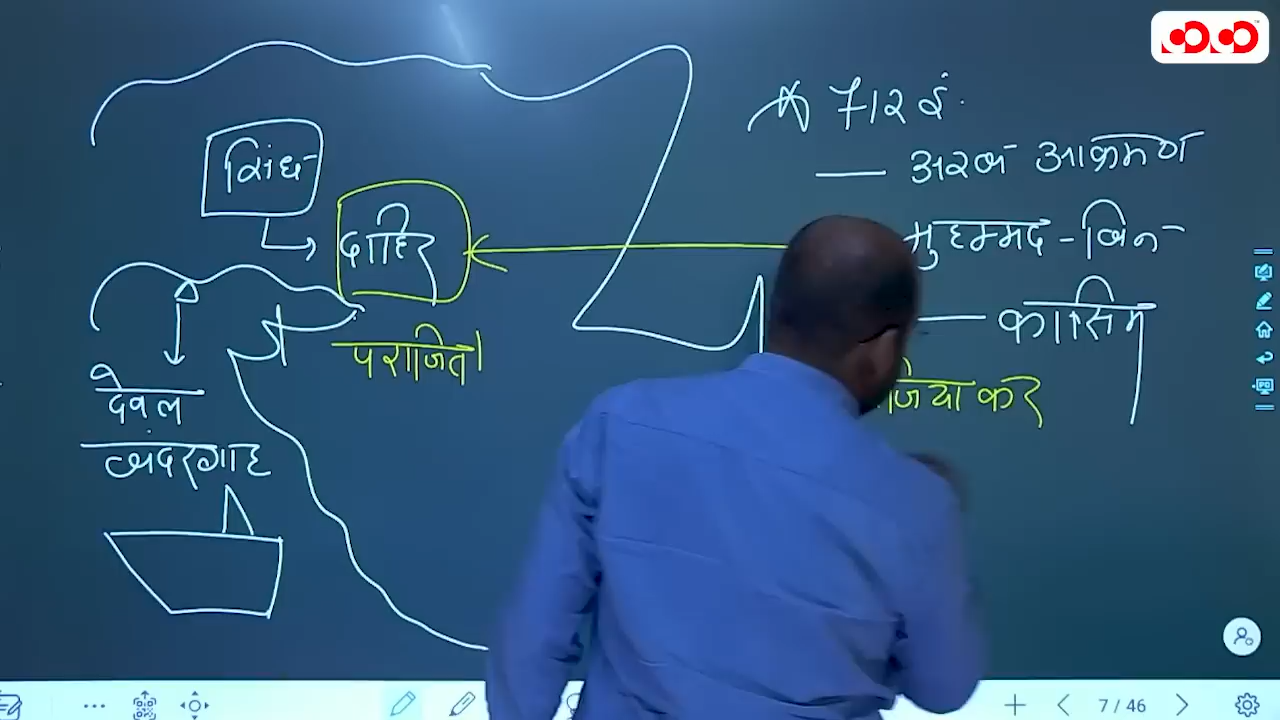 712 ई.
— अरब आक्रमण
मुहम्मद-बिन-
— कासिम
जिया कर
सिंध
दाहिर
पराजित
देवल
बंदरगाह
7 / 46